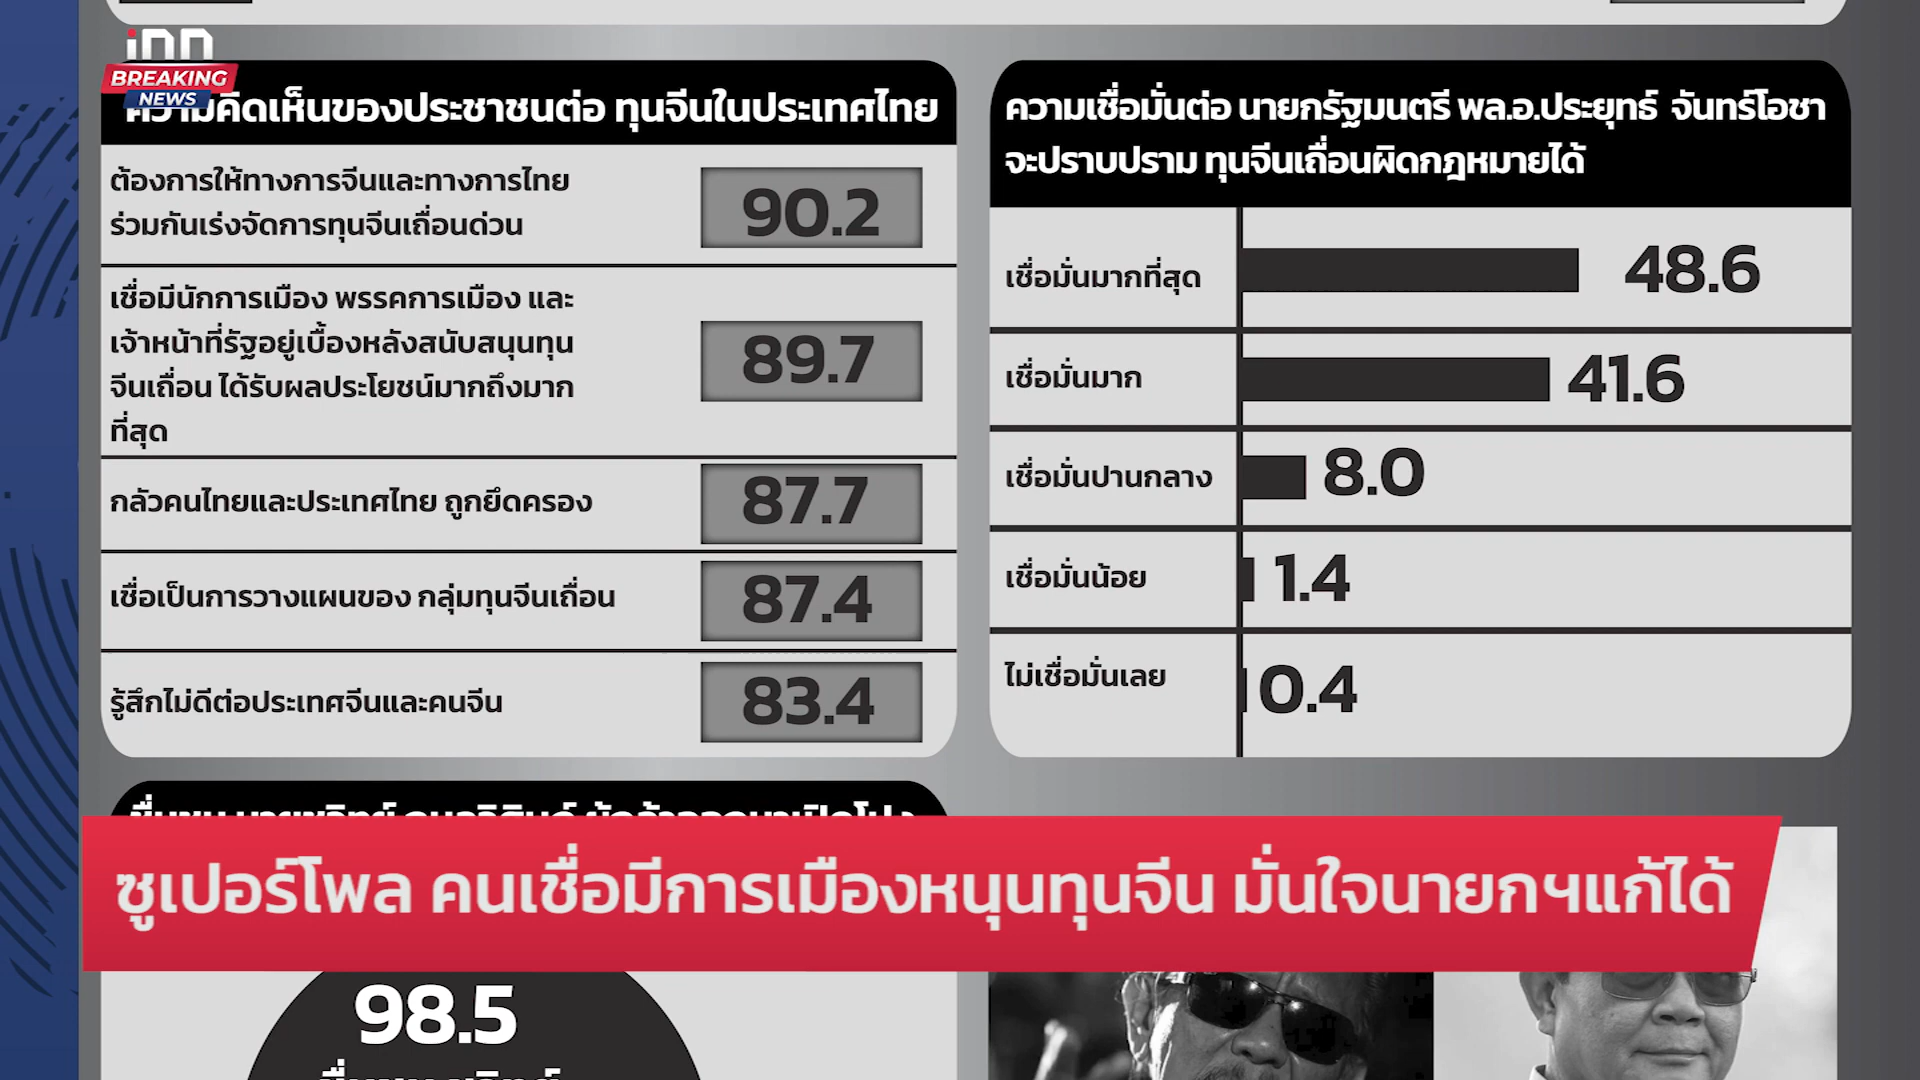 inn
BREAKING
NEWS
ความคิดเห็นของประชาชนต่อ ทุนจีนในประเทศไทย
ต้องการให้ทางการจีนและทางการไทย
ร่วมกันเร่งจัดการทุนจีนเถื่อนด่วน
90.2
เชื่อมีนักการเมือง พรรคการเมือง และ
เจ้าหน้าที่รัฐอยู่เบื้องหลังสนับสนุนทุน
จีนเถื่อน ได้รับผลประโยชน์มากถึงมาก
ที่สุด
89.7
กลัวคนไทยและประเทศไทย ถูกยึดครอง
87.7
เชื่อเป็นการวางแผนของ กลุ่มทุนจีนเถื่อน
87.4
รู้สึกไม่ดีต่อประเทศจีนและคนจีน
83.4
ความเชื่อมั่นต่อ นายกรัฐมนตรี พล.อ.ประยุทธ์ จันทร์โอชา
จะปราบปราม ทุนจีนเถื่อนผิดกฎหมายได้
เชื่อมั่นมากที่สุด 48.6
เชื่อมั่นมาก 41.6
เชื่อมั่นปานกลาง 8.0
เชื่อมั่นน้อย 1.4
ไม่เชื่อมั่นเลย 0.4
ซูเปอร์โพล คนเชื่อมีการเมืองหนุนทุนจีน มั่นใจนายกฯแก้ได้
98.5